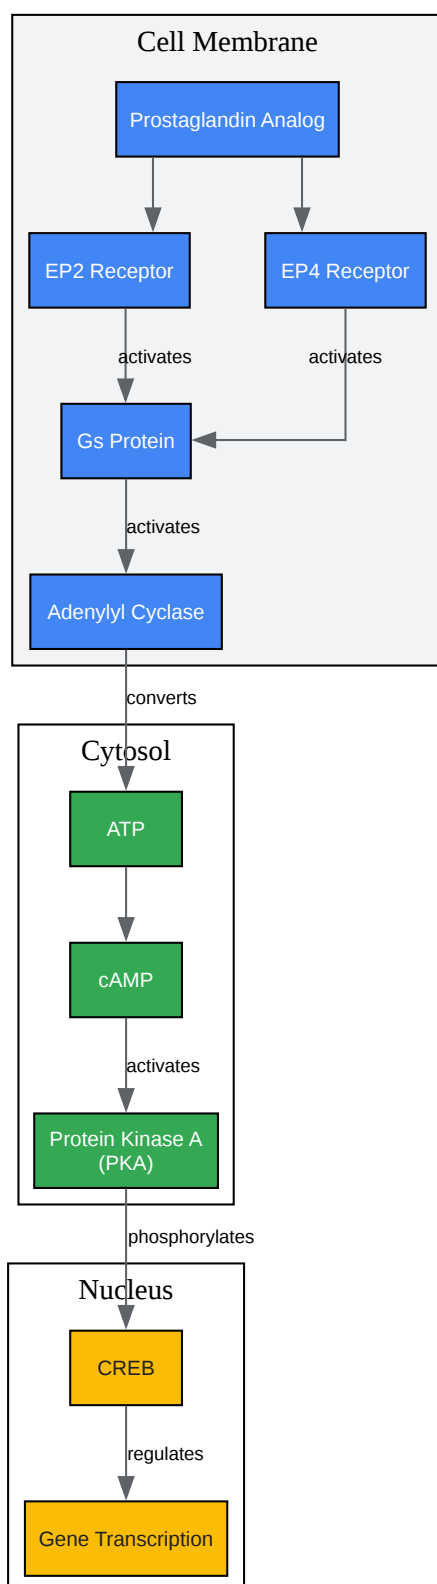 Cell Membrane
Prostaglandin Analog
EP2 Receptor
EP4 Receptor
activates
activates
Gs Protein
activates
Adenylyl Cyclase
converts
Cytosol
ATP
cAMP
activates
Protein Kinase A
(PKA)
phosphorylates
Nucleus
CREB
regulates
Gene Transcription